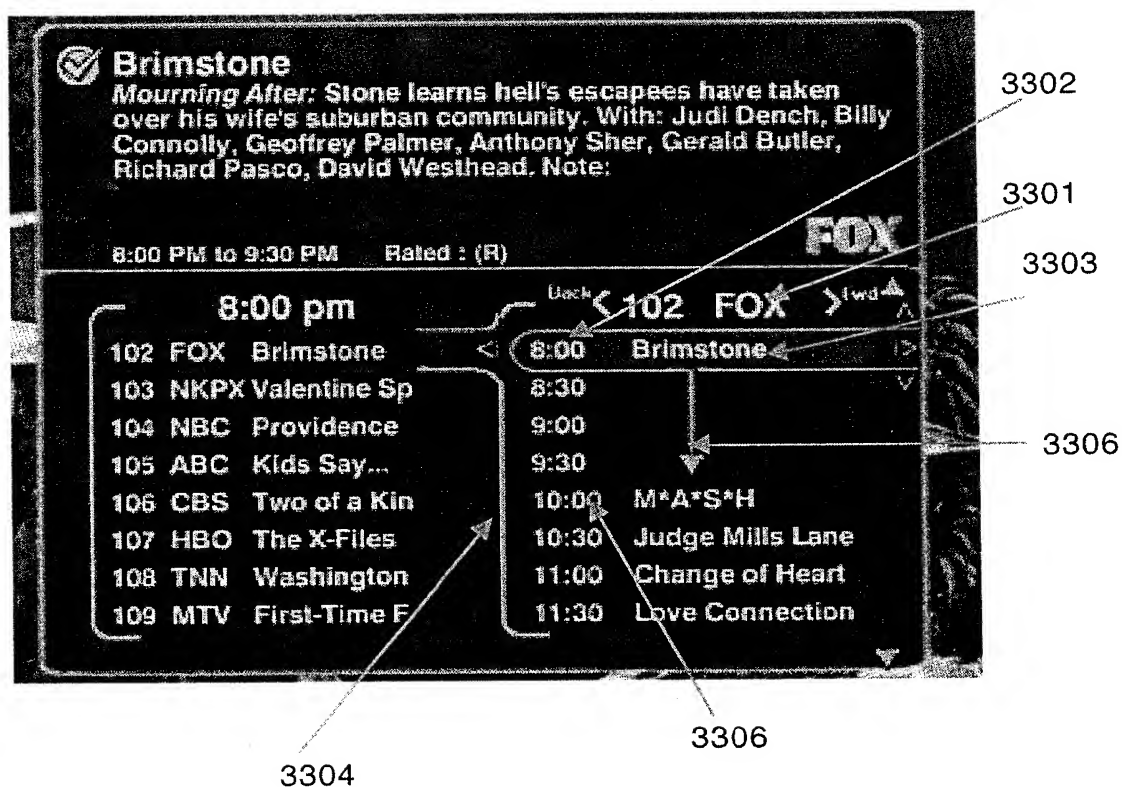 Brimstone
Mourning After: Stone learns hell's escapees have taken
over his wife's suburban community. With: Judi Dench, Billy
Connolly, Geoffrey Palmer, Anthony Sher, Gerald Butler,
Richard Pasco, David Westhead. Note:
FOX
8:00 PM to 9:30 PM Rated : (R)
8:00 pm
102 FOX Brimstone
103 NKPX Valentine Sp
104 NBC Providence
105 ABC Kids Say...
106 CBS Two of a Kin
107 HBO The X-Files
108 TNN Washington
109 MTV First-Time F
Back < 102 FOX > fwd
8:00 Brimstone
8:30
9:00
9:30
10:00 M*A*S*H
10:30 Judge Mills Lane
11:00 Change of Heart
11:30 Love Connection
3302
3301
3303
3306
3306
3304